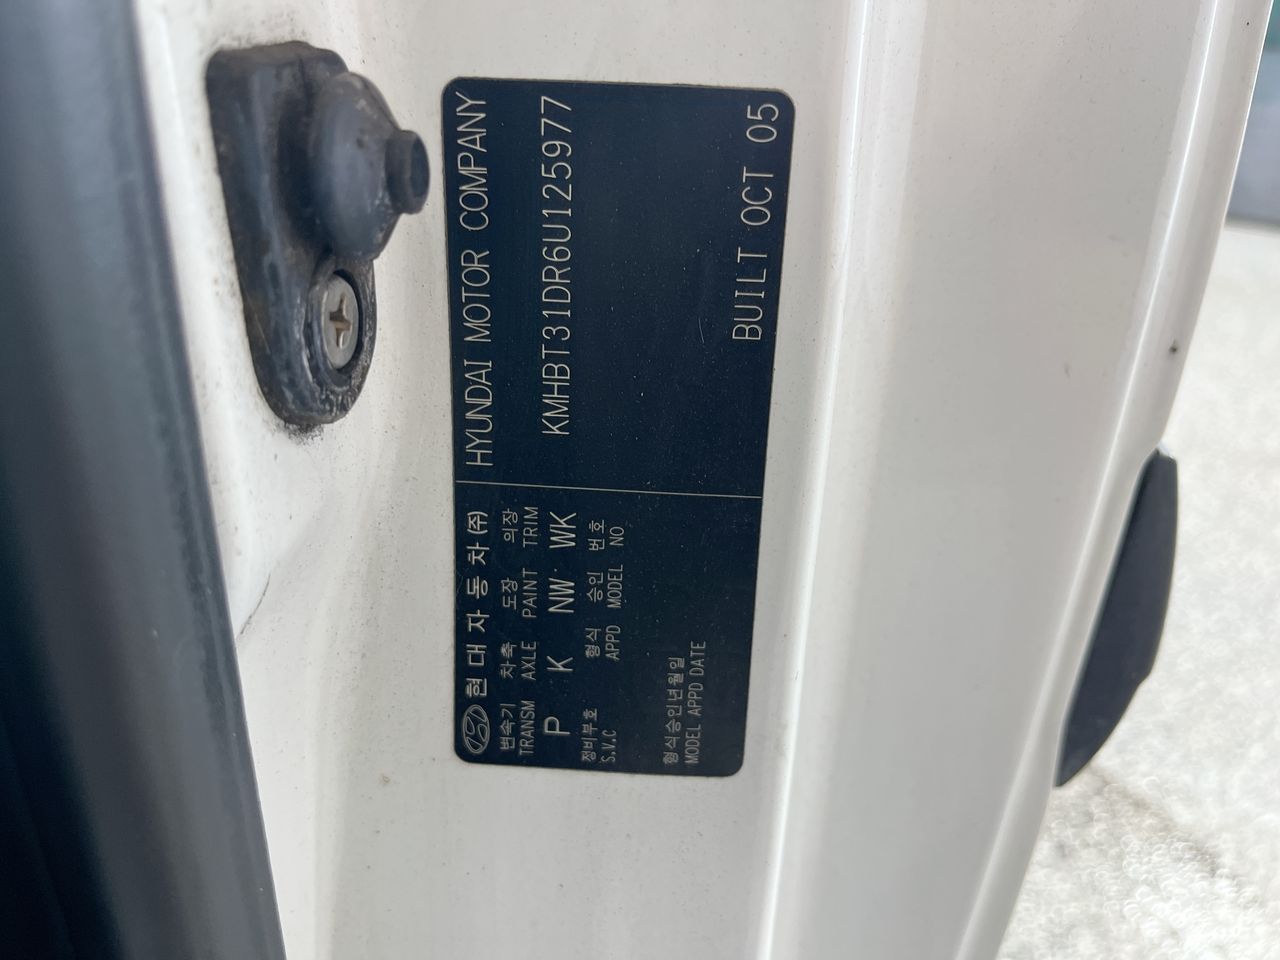 현대자동차(주) HYUNDAI MOTOR COMPANY
변속기 차축 도장 의장
TRANSM AXLE PAINT TRIM
P K NW WK KMHBT31DR6U125977
정비부호 형식 승인 번호
S.V.C APPD MODEL NO
형식승인년월일
MODEL APPD DATE
BUILT OCT 05